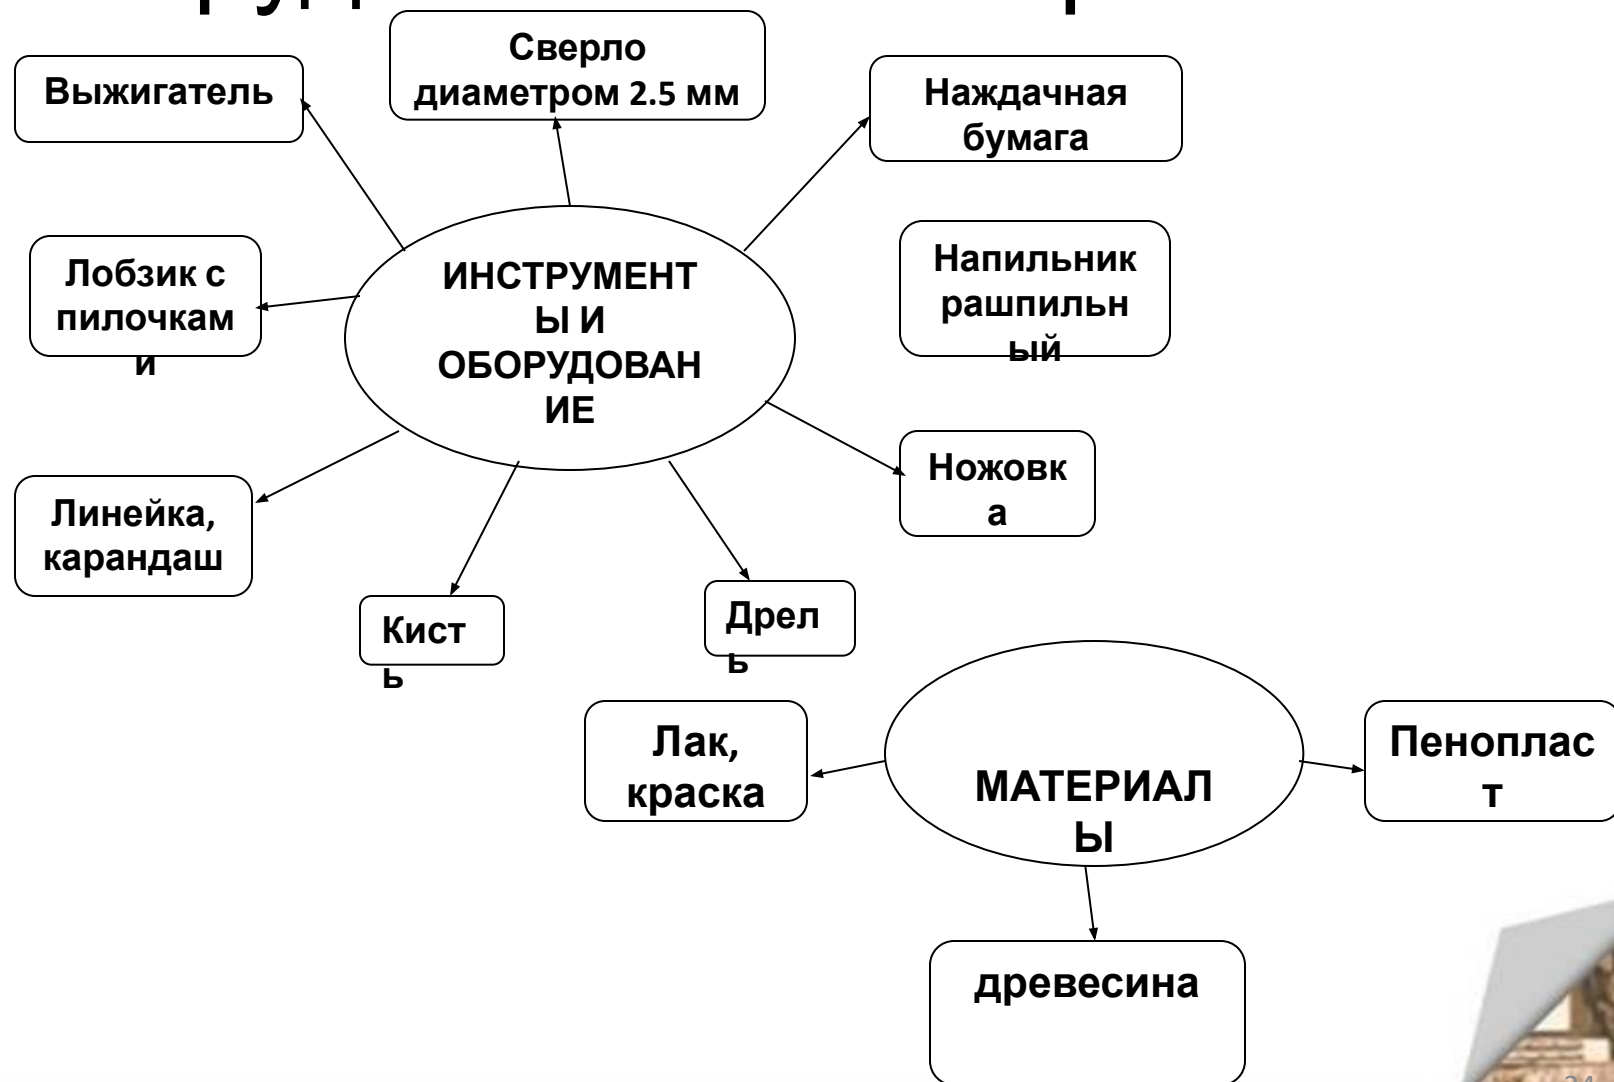 Сверло
диаметром 2.5 мм
Выжигатель
Наждачная
бумага
Лобзик с
пилочкам
и
ИНСТРУМЕНТ
Ы И
ОБОРУДОВАН
ИЕ
Напильник
рашпильн
ый
Ножовк
а
Линейка,
карандаш
Кист
ь
Дрел
ь
Лак,
краска
МАТЕРИАЛ
Ы
Пенопласт
т
древесина